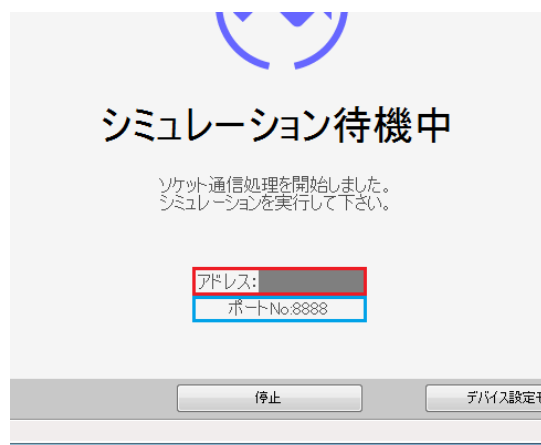 シミュレーション待機中
ソケット通信処理を開始しました。
シミュレーションを実行して下さい。
アドレス:
ポートNo:8888
停止
デバイス設定